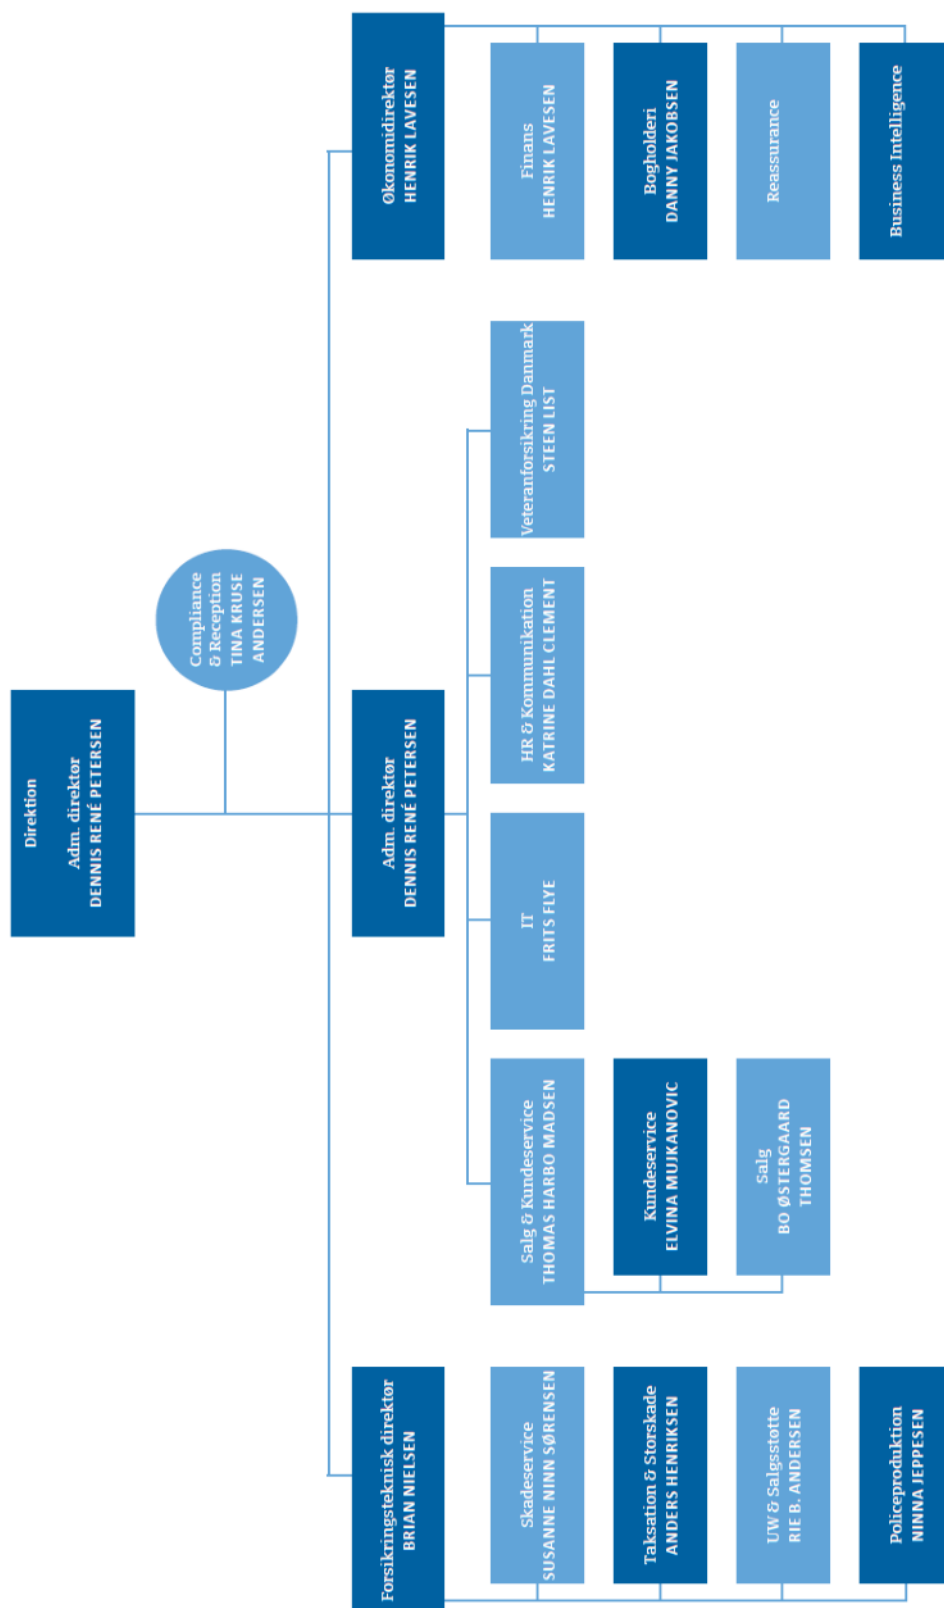 Direktion
Adm. direktør
DENNIS RENÉ PETERSEN
Compliance
& Reception
TINA KRUSE
ANDERSEN
Forsikringsteknisk direktør
BRIAN NIELSEN
Adm. direktør
DENNIS RENÉ PETERSEN
Økonomidirektør
HENRIK LAVESEN
Skadeservice
SUSANNE NINN SØRENSEN
Salg & Kundeservice
THOMAS HARBO MADSEN
IT
FRITS FLYE
HR & Kommunikation
KATRINE DAHL CLEMENT
Veteranforsikring Danmark
STEEN LIST
Finans
HENRIK LAVESEN
Taksation & Storskade
ANDERS HENRIKSEN
Kundeservice
ELVINA MUJKANOVIC
Bogholderi
DANNY JAKOBSEN
UW & Salgsstøtte
RIE B. ANDERSEN
Salg
BO ØSTERGAARD
THOMSEN
Reassurance
Policeproduktion
NINNA JEPPESEN
Business Intelligence